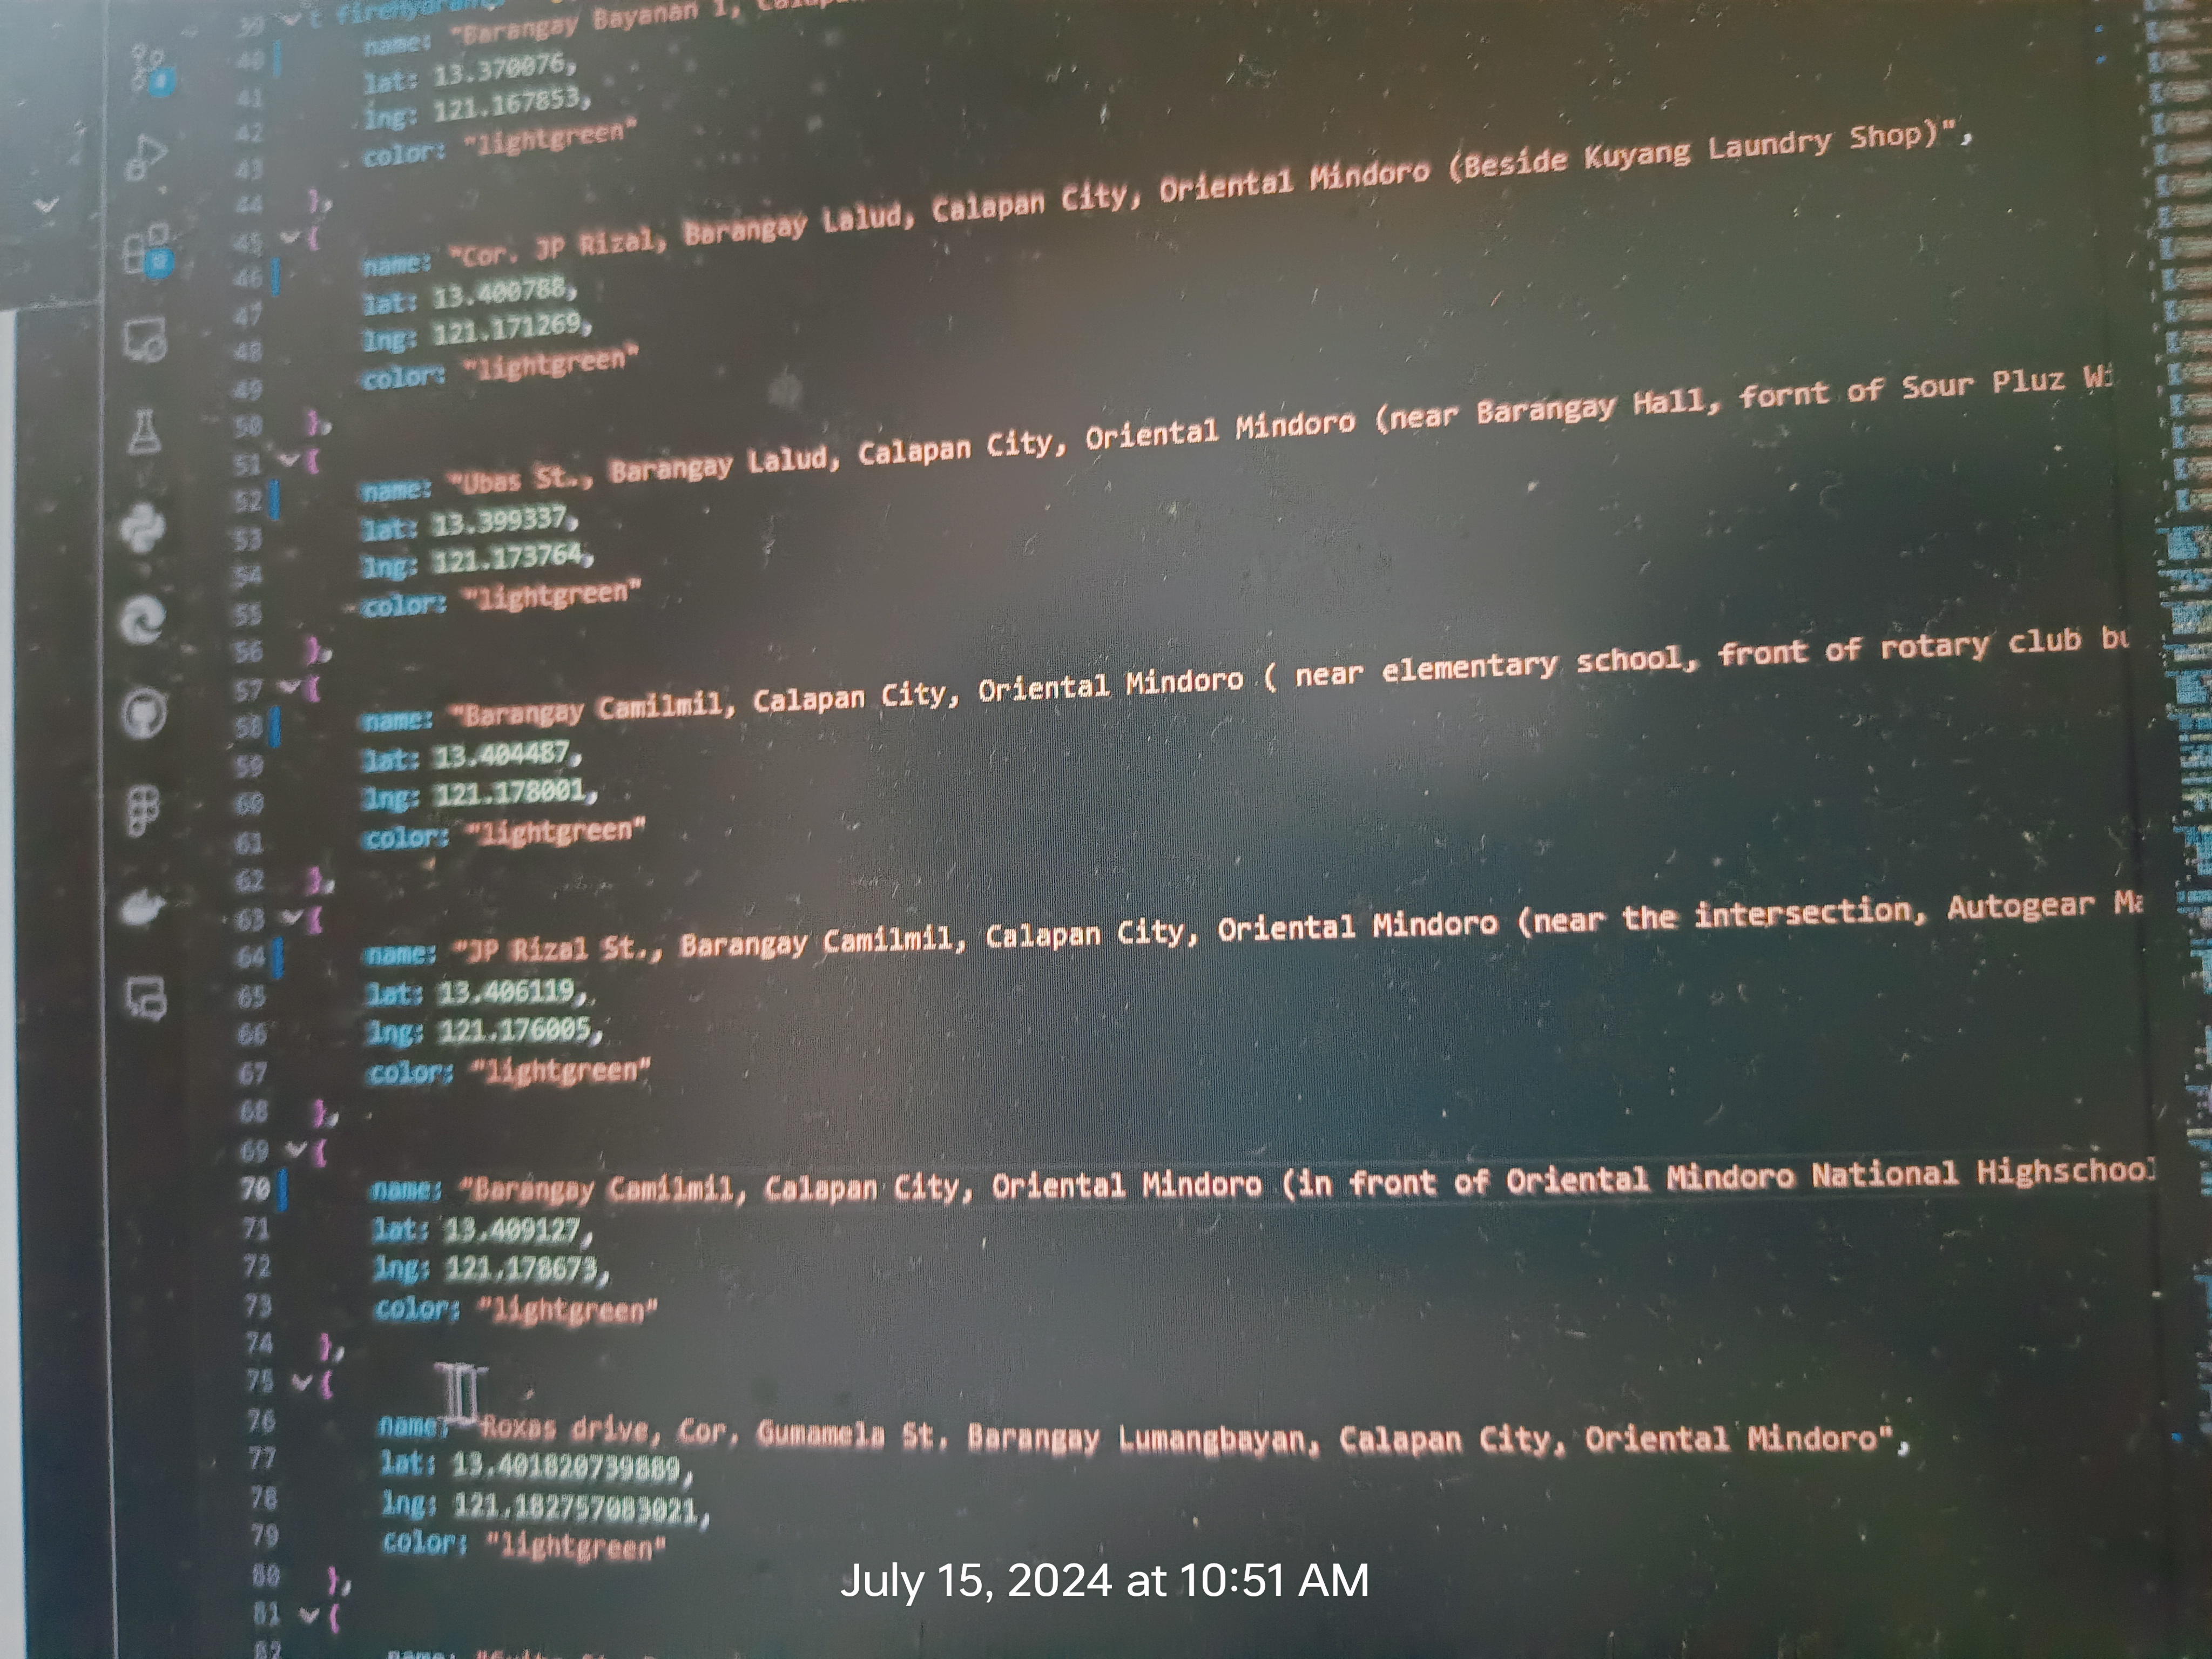 39 t firehydran
40 name: "Barangay Bayanan 1,
41 lat: 13.370076,
42 lng: 121.167853,
43 color: "lightgreen"
44 },
45 {
46 name: "Cor. JP Rizal, Barangay Lalud, Calapan City, Oriental Mindoro (Beside Kuyang Laundry Shop)",
47 lat: 13.400788,
48 lng: 121.171269,
49 color: "lightgreen"
50 },
51 {
52 name: "Ubas St., Barangay Lalud, Calapan City, Oriental Mindoro (near Barangay Hall, fornt of Sour Pluz Wi
53 lat: 13.399337,
54 lng: 121.173764,
55 color: "lightgreen"
56 },
57 {
58 name: "Barangay Camilmil, Calapan City, Oriental Mindoro ( near elementary school, front of rotary club bu
59 lat: 13.404487,
60 lng: 121.178001,
61 color: "lightgreen"
62 },
63 {
64 name: "JP Rizal St., Barangay Camilmil, Calapan City, Oriental Mindoro (near the intersection, Autogear Ma
65 lat: 13.406119,
66 lng: 121.176005,
67 color: "lightgreen"
68 },
69 {
70 name: "Barangay Camilmil, Calapan City, Oriental Mindoro (in front of Oriental Mindoro National Highschool
71 lat: 13.409127,
72 lng: 121.178673,
73 color: "lightgreen"
74 },
75 {
76 name: "Roxas drive, Cor. Gumamela St. Barangay Lumangbayan, Calapan City, Oriental Mindoro",
77 lat: 13.401820739889,
78 lng: 121.182757083021,
79 color: "lightgreen"
80 },
81 {
82 name:
July 15, 2024 at 10:51 AM